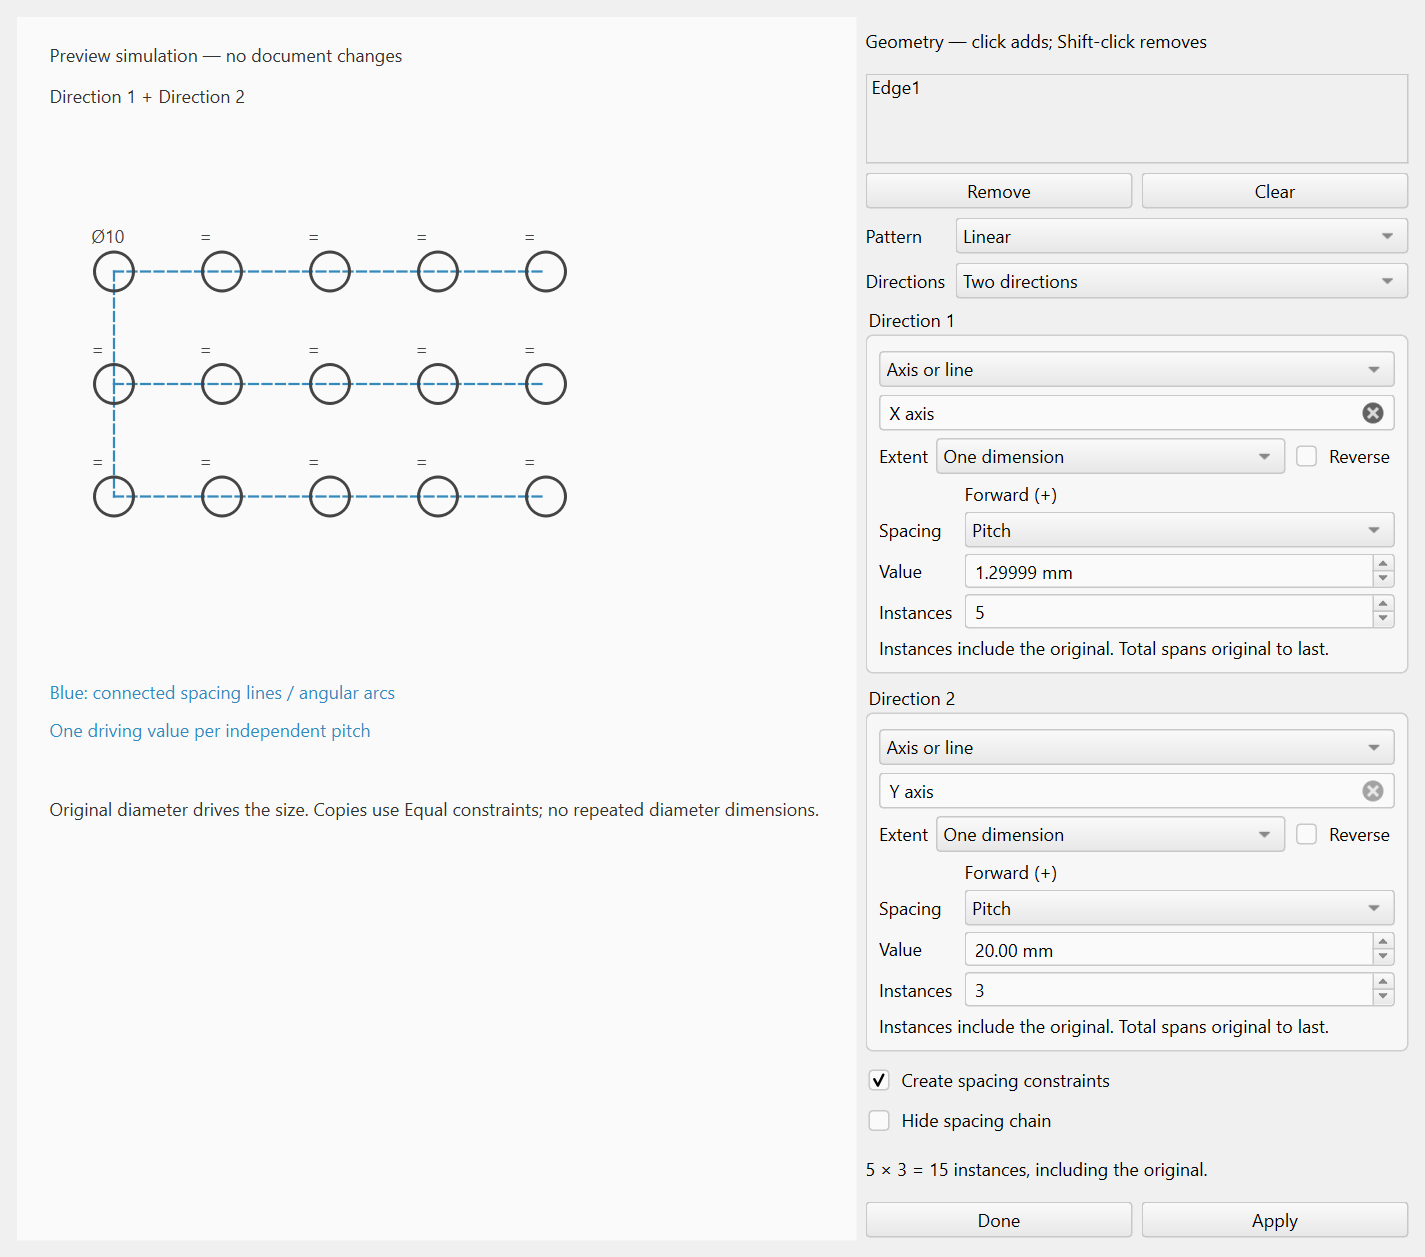 Preview simulation — no document changes
Direction 1 + Direction 2
Ø10 = = = =
= = = = =
= = = = =
Blue: connected spacing lines / angular arcs
One driving value per independent pitch
Original diameter drives the size. Copies use Equal constraints; no repeated diameter dimensions.
Geometry — click adds; Shift-click removes
Edge1
Remove Clear
Pattern Linear
Directions Two directions
Direction 1
Axis or line
X axis
Extent One dimension Reverse
Forward (+)
Spacing Pitch
Value 1.29999 mm
Instances 5
Instances include the original. Total spans original to last.
Direction 2
Axis or line
Y axis
Extent One dimension Reverse
Forward (+)
Spacing Pitch
Value 20.00 mm
Instances 3
Instances include the original. Total spans original to last.
Create spacing constraints
Hide spacing chain
5 × 3 = 15 instances, including the original.
Done Apply